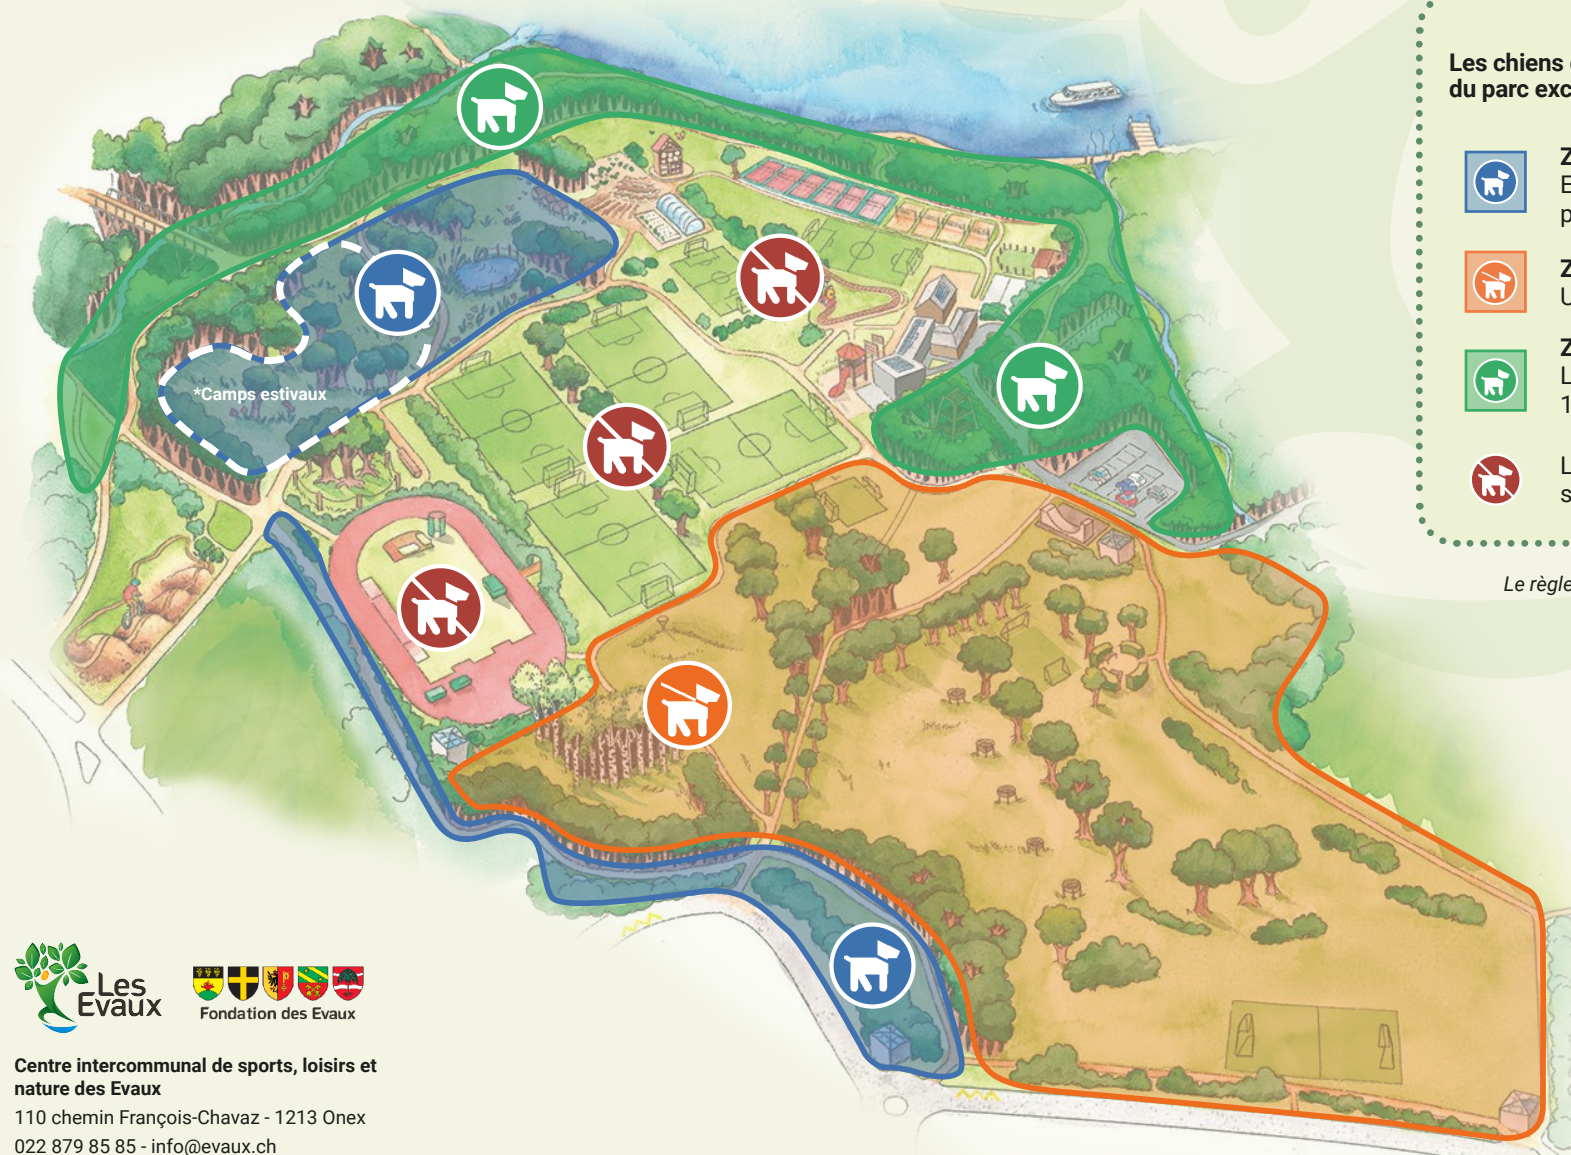 Les chiens
du parc exc
Z
E
p
Z
U
Z
L
1
L
s
Le règle
*Camps estivaux
Les
Evaux
Fondation des Evaux
Centre intercommunal de sports, loisirs et
nature des Evaux
110 chemin François-Chavaz - 1213 Onex
022 879 85 85 - info@evaux.ch